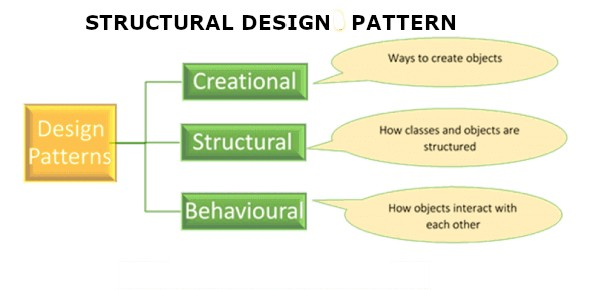 STRUCTURAL DESIGN PATTERN
Creational
Ways to create objects
Design
Patterns
Structural
How classes and objects are
structured
Behavioural
How objects interact with
each other